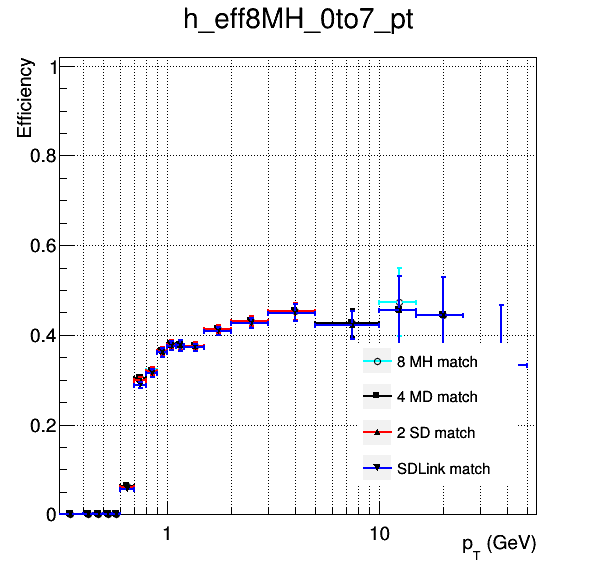 h_eff8MH_0to7_pt
Efficiency
1
0.8
0.6
0.4
0.2
0
8 MH match
4 MD match
2 SD match
SDLink match
1
10
p_T (GeV)